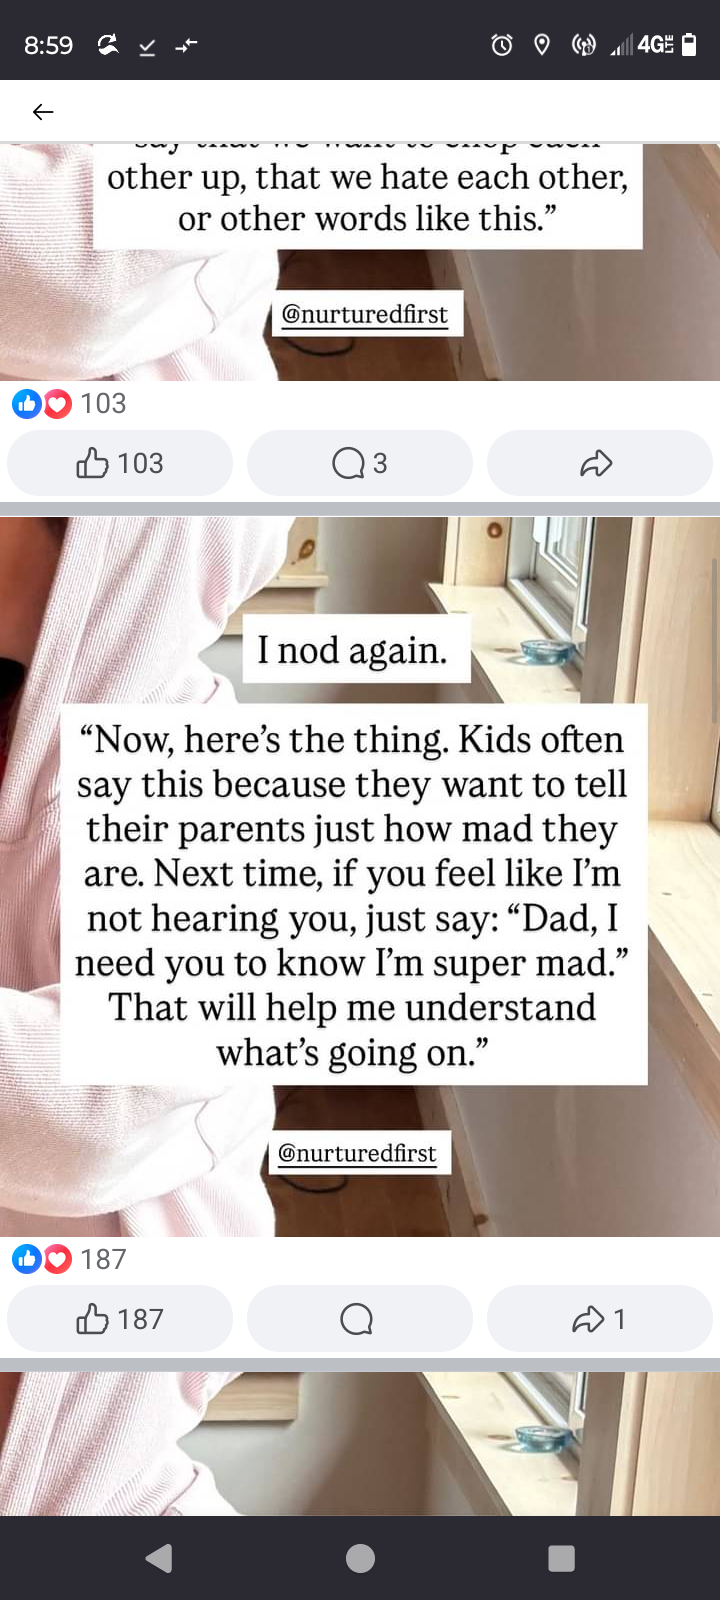 8:59
4G LTE
other up, that we hate each other,
or other words like this.”
@nurturedfirst
103
103
3
I nod again.
“Now, here’s the thing. Kids often
say this because they want to tell
their parents just how mad they
are. Next time, if you feel like I’m
not hearing you, just say: “Dad, I
need you to know I’m super mad.”
That will help me understand
what’s going on.”
@nurturedfirst
187
187
1